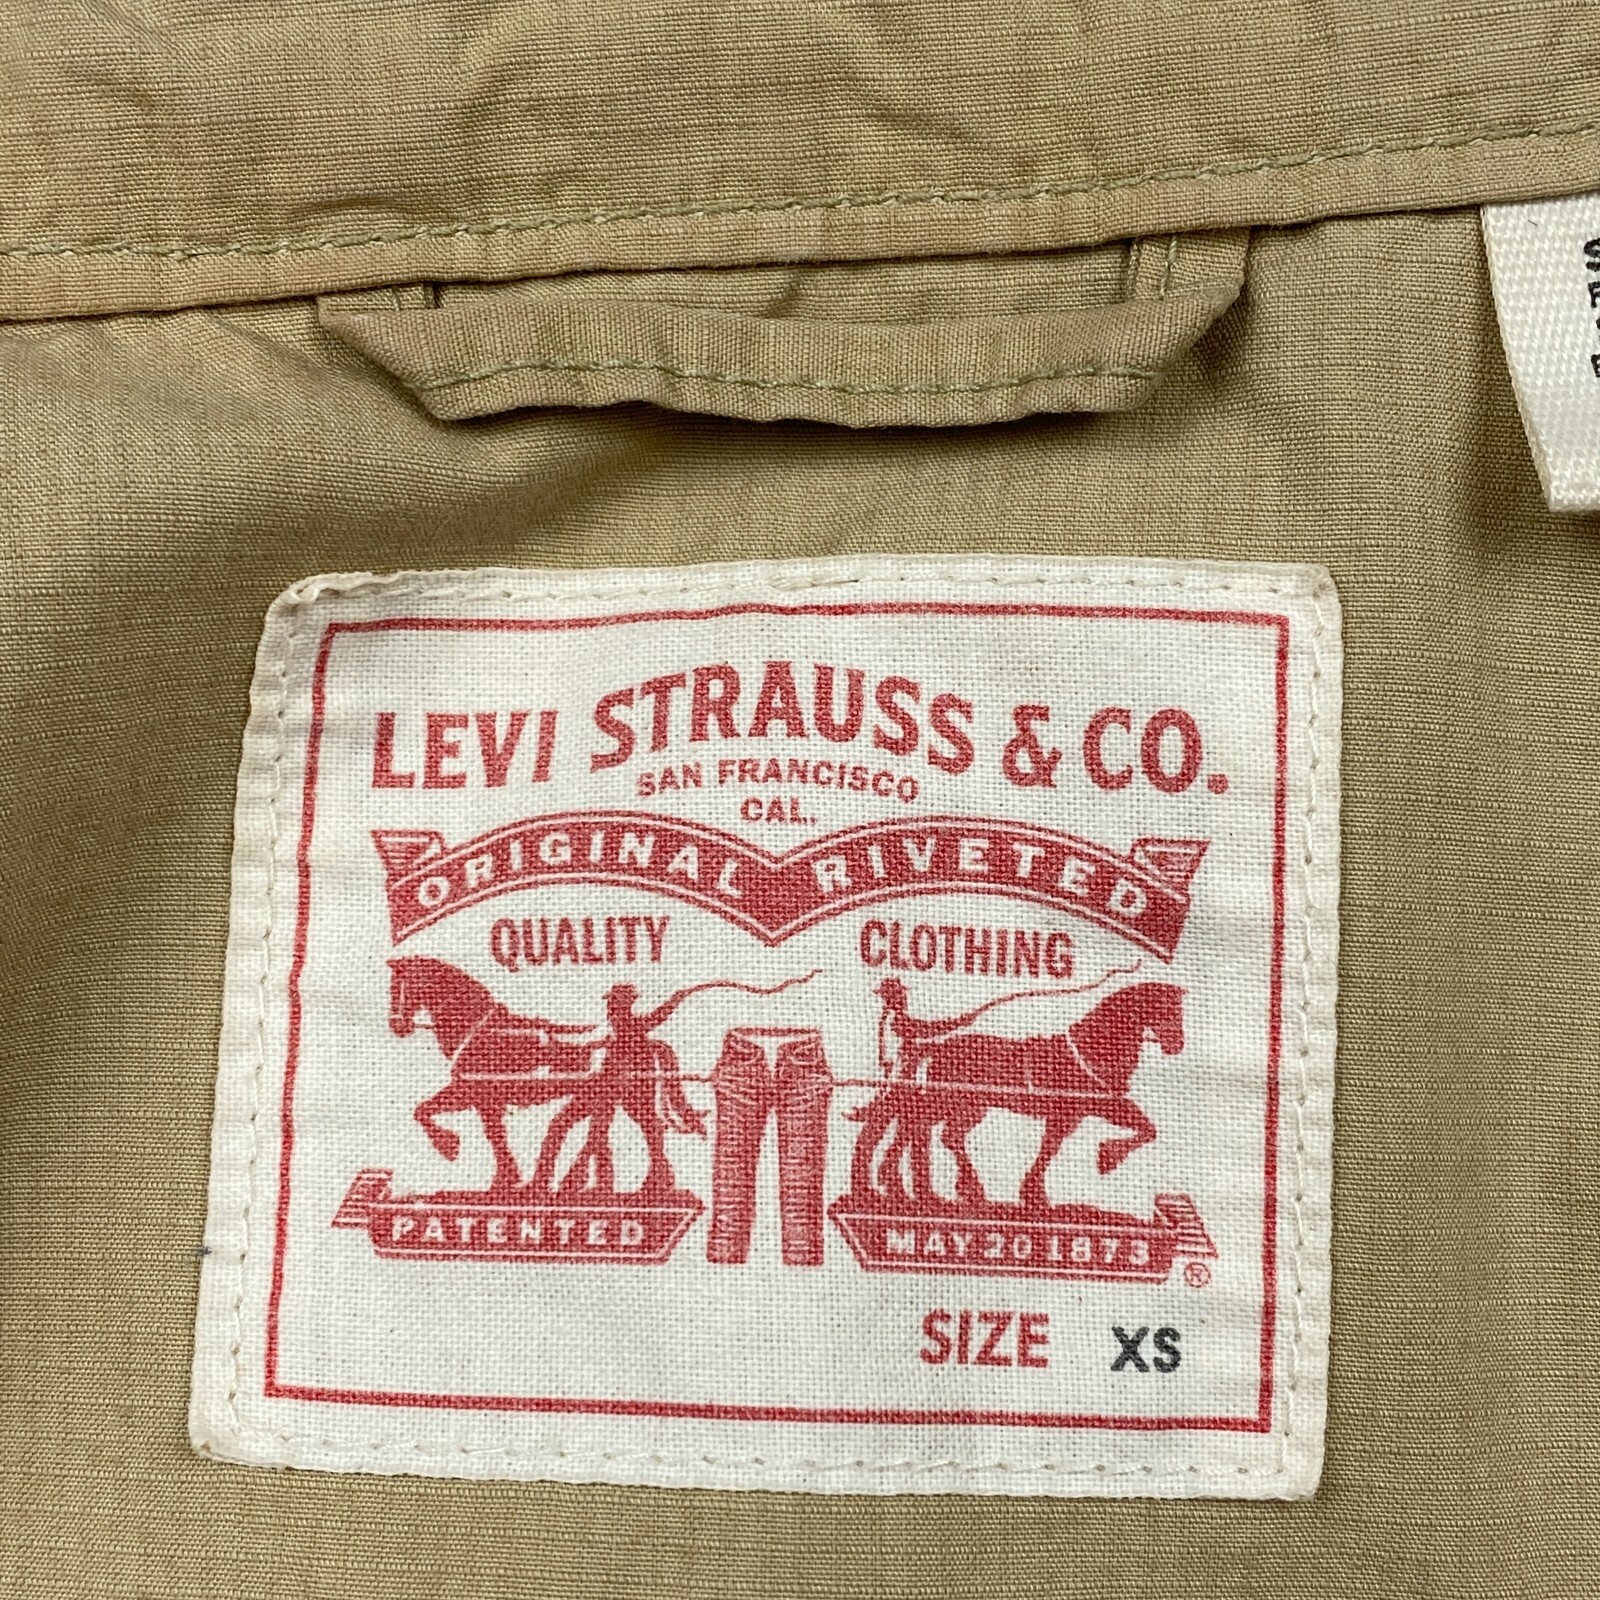 LEVI STRAUSS & CO.
SAN FRANCISCO
CAL.
ORIGINAL RIVETED
QUALITY CLOTHING
PATENTED MAY 20 1873 ®
SIZE XS